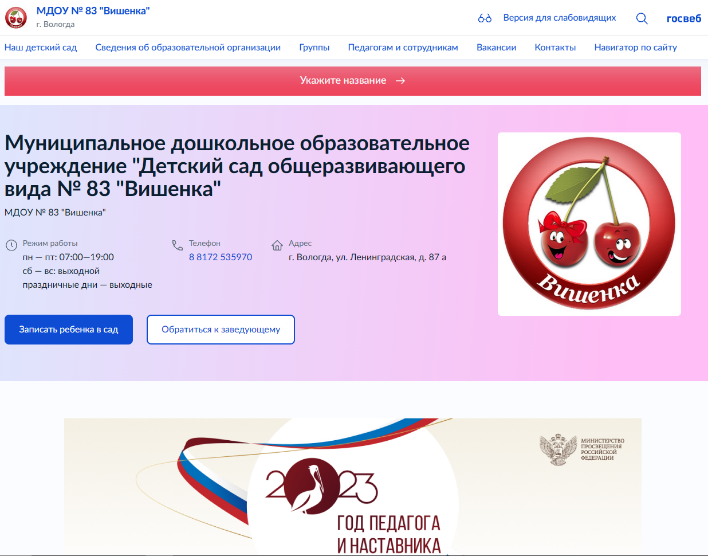 МДОУ № 83 "Вишенка"
г. Вологда
Версия для слабовидящих
госвеб
Наш детский сад
Сведения об образовательной организации
Группы
Педагогам и сотрудникам
Вакансии
Контакты
Навигатор по сайту
Укажите название →
Муниципальное дошкольное образовательное
учреждение "Детский сад общеразвивающего
вида № 83 "Вишенка"
МДОУ № 83 "Вишенка"
Режим работы
пн — пт: 07:00—19:00
сб — вс: выходной
праздничные дни — выходные
Телефон
8 8172 535970
Адрес
г. Вологда, ул. Ленинградская, д. 87 а
Записать ребенка в сад
Обратиться к заведующему
Вишенка
МИНИСТЕРСТВО
ПРОСВЕЩЕНИЯ
РОССИЙСКОЙ
ФЕДЕРАЦИИ
2023
ГОД ПЕДАГОГА
И НАСТАВНИКА